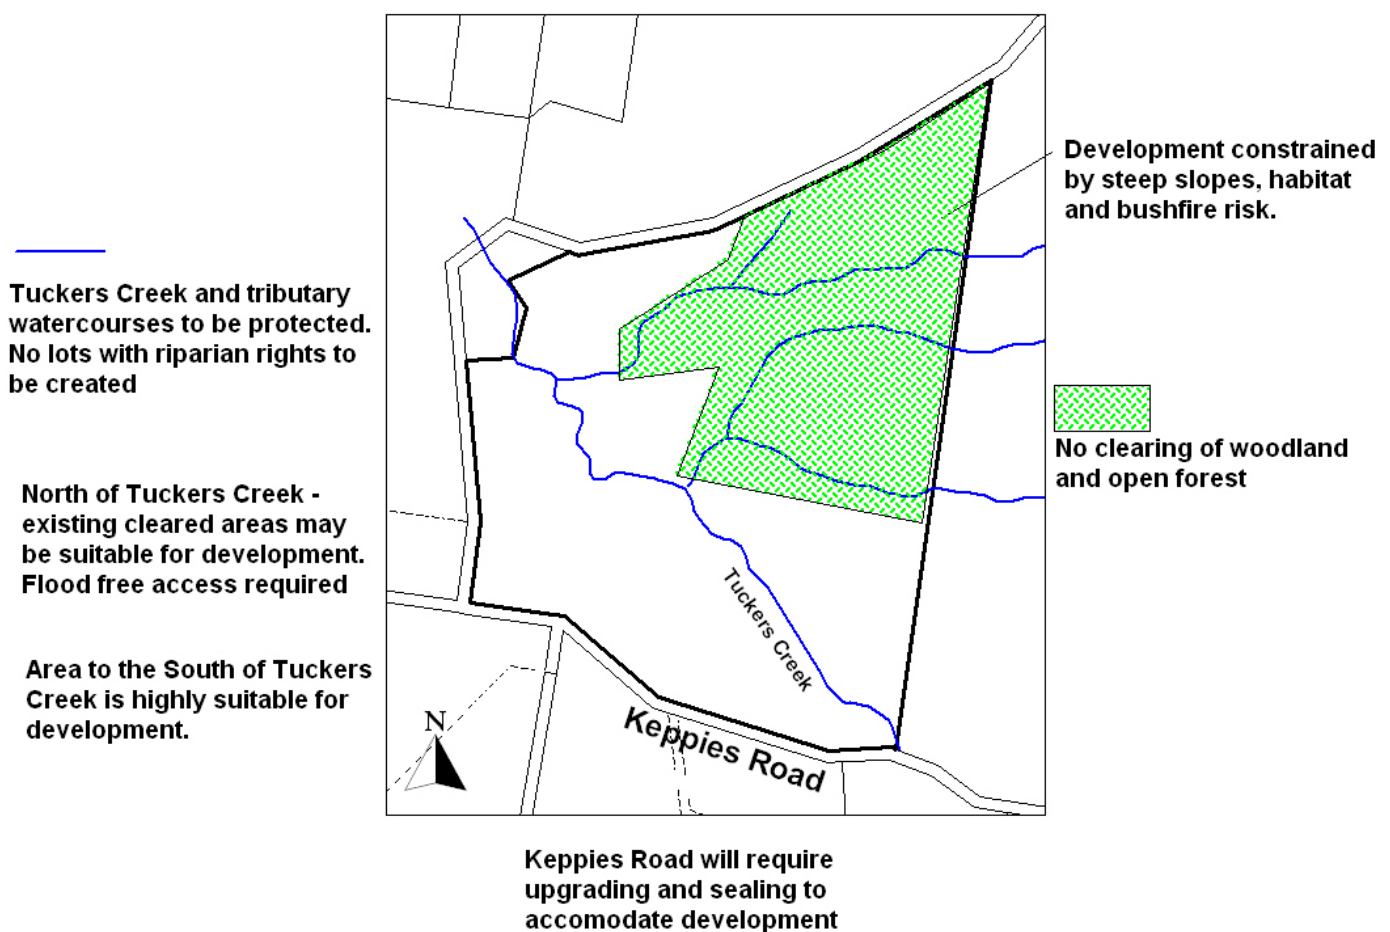 Development constrained
by steep slopes, habitat
and bushfire risk.
Tuckers Creek and tributary
watercourses to be protected.
No lots with riparian rights to
be created
No clearing of woodland
and open forest
North of Tuckers Creek -
existing cleared areas may
be suitable for development.
Flood free access required
Tuckers Creek
Area to the South of Tuckers
Creek is highly suitable for
development.
N
Keppies Road
Keppies Road will require
upgrading and sealing to
accomodate development